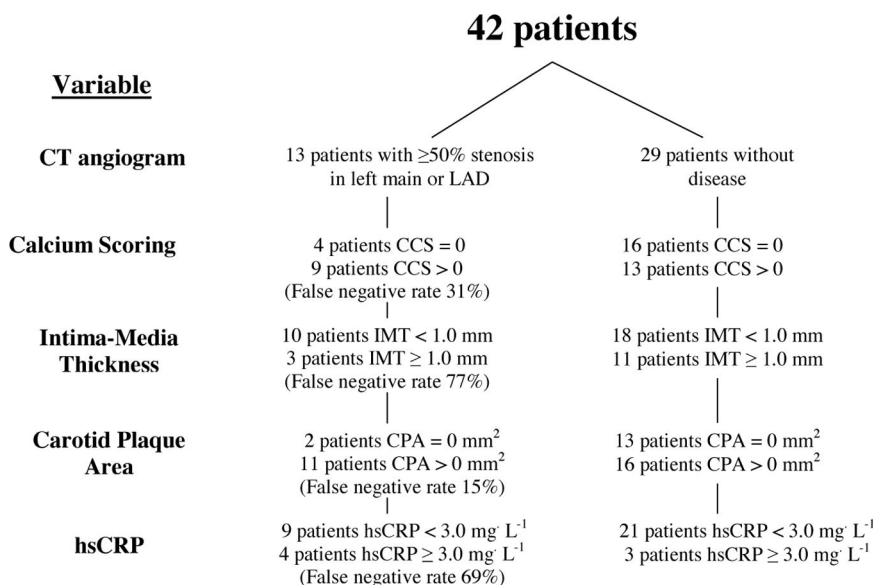 42 patients
Variable
CT angiogram
13 patients with ≥50% stenosis
in left main or LAD
29 patients without
disease
Calcium Scoring
4 patients CCS = 0
9 patients CCS > 0
(False negative rate 31%)
16 patients CCS = 0
13 patients CCS > 0
Intima-Media
Thickness
10 patients IMT < 1.0 mm
3 patients IMT ≥ 1.0 mm
(False negative rate 77%)
18 patients IMT < 1.0 mm
11 patients IMT ≥ 1.0 mm
Carotid Plaque
Area
2 patients CPA = 0 mm²
11 patients CPA > 0 mm²
(False negative rate 15%)
13 patients CPA = 0 mm²
16 patients CPA > 0 mm²
hsCRP
9 patients hsCRP < 3.0 mg· L⁻¹
4 patients hsCRP ≥ 3.0 mg· L⁻¹
(False negative rate 69%)
21 patients hsCRP < 3.0 mg· L⁻¹
3 patients hsCRP ≥ 3.0 mg· L⁻¹